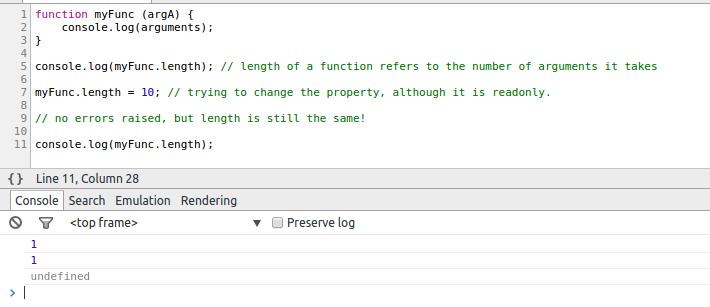 1 function myFunc (argA) {
2     console.log(arguments);
3 }
4
5 console.log(myFunc.length); // length of a function refers to the number of arguments it takes
6
7 myFunc.length = 10; // trying to change the property, although it is readonly.
8
9 // no errors raised, but length is still the same!
10
11 console.log(myFunc.length);
{} Line 11, Column 28
Console Search Emulation Rendering
<top frame> ▼ Preserve log
1
1
undefined
>